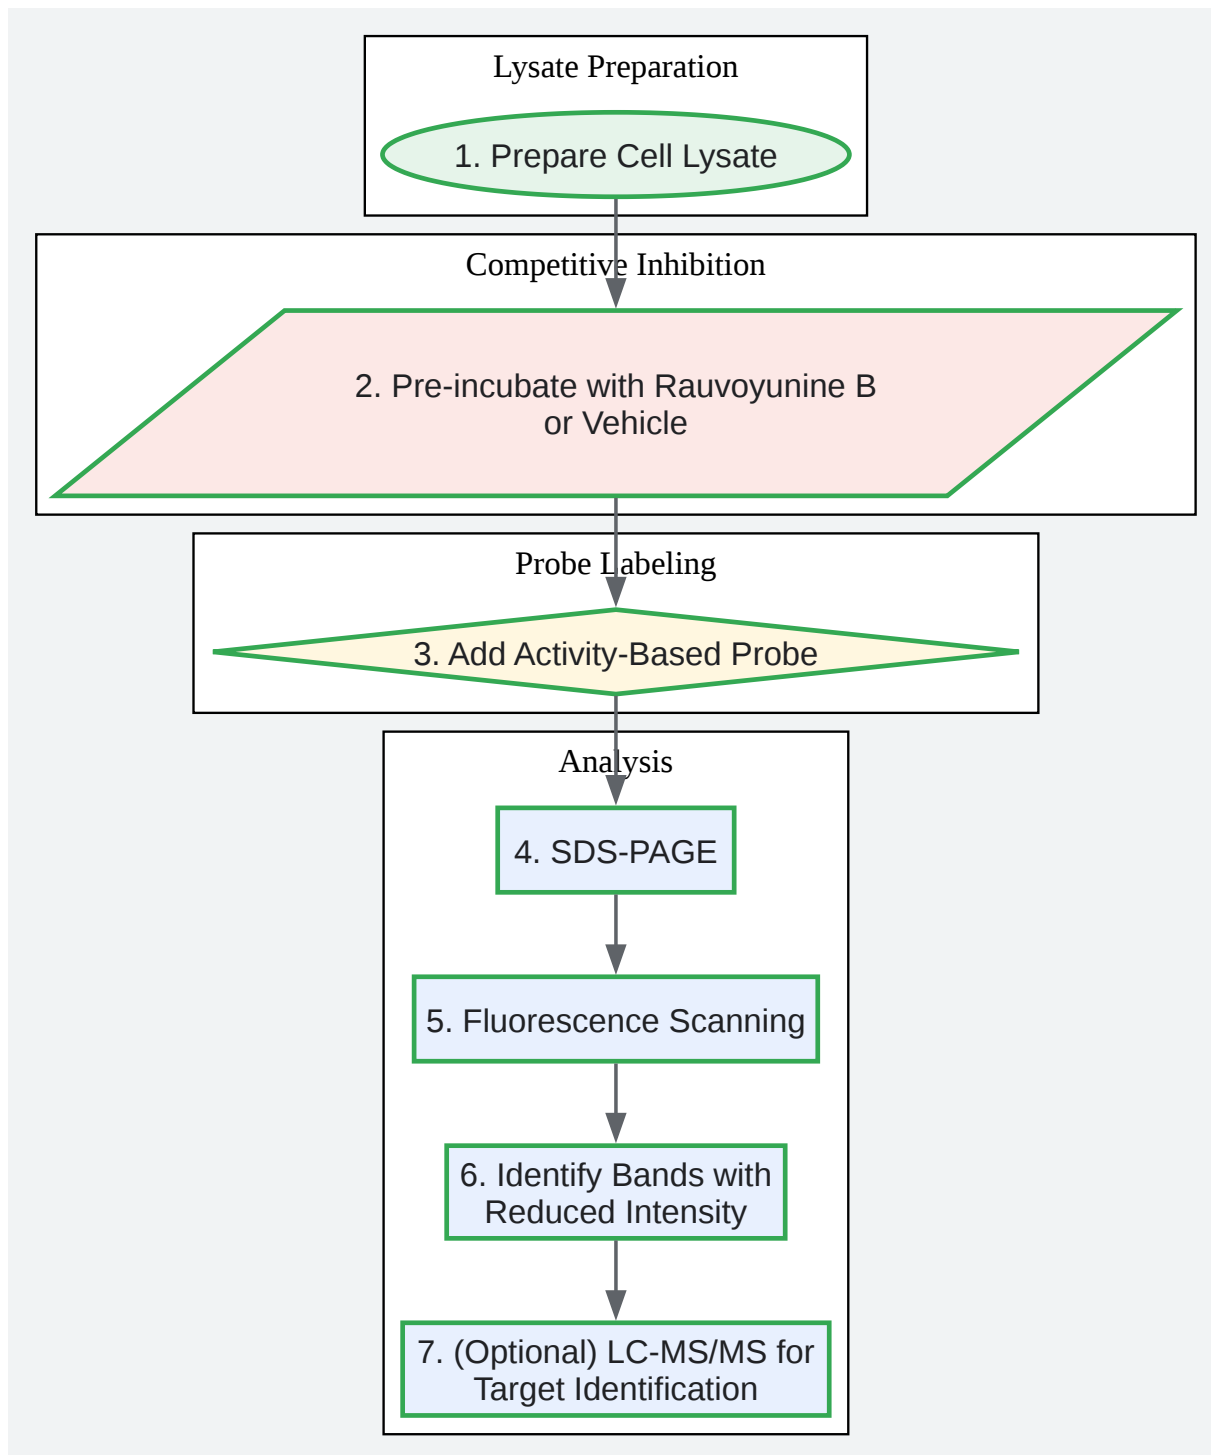 Lysate Preparation
1. Prepare Cell Lysate
Competitive Inhibition
2. Pre-incubate with Rauvoyunine B
or Vehicle
Probe Labeling
3. Add Activity-Based Probe
Analysis
4. SDS-PAGE
5. Fluorescence Scanning
6. Identify Bands with
Reduced Intensity
7. (Optional) LC-MS/MS for
Target Identification